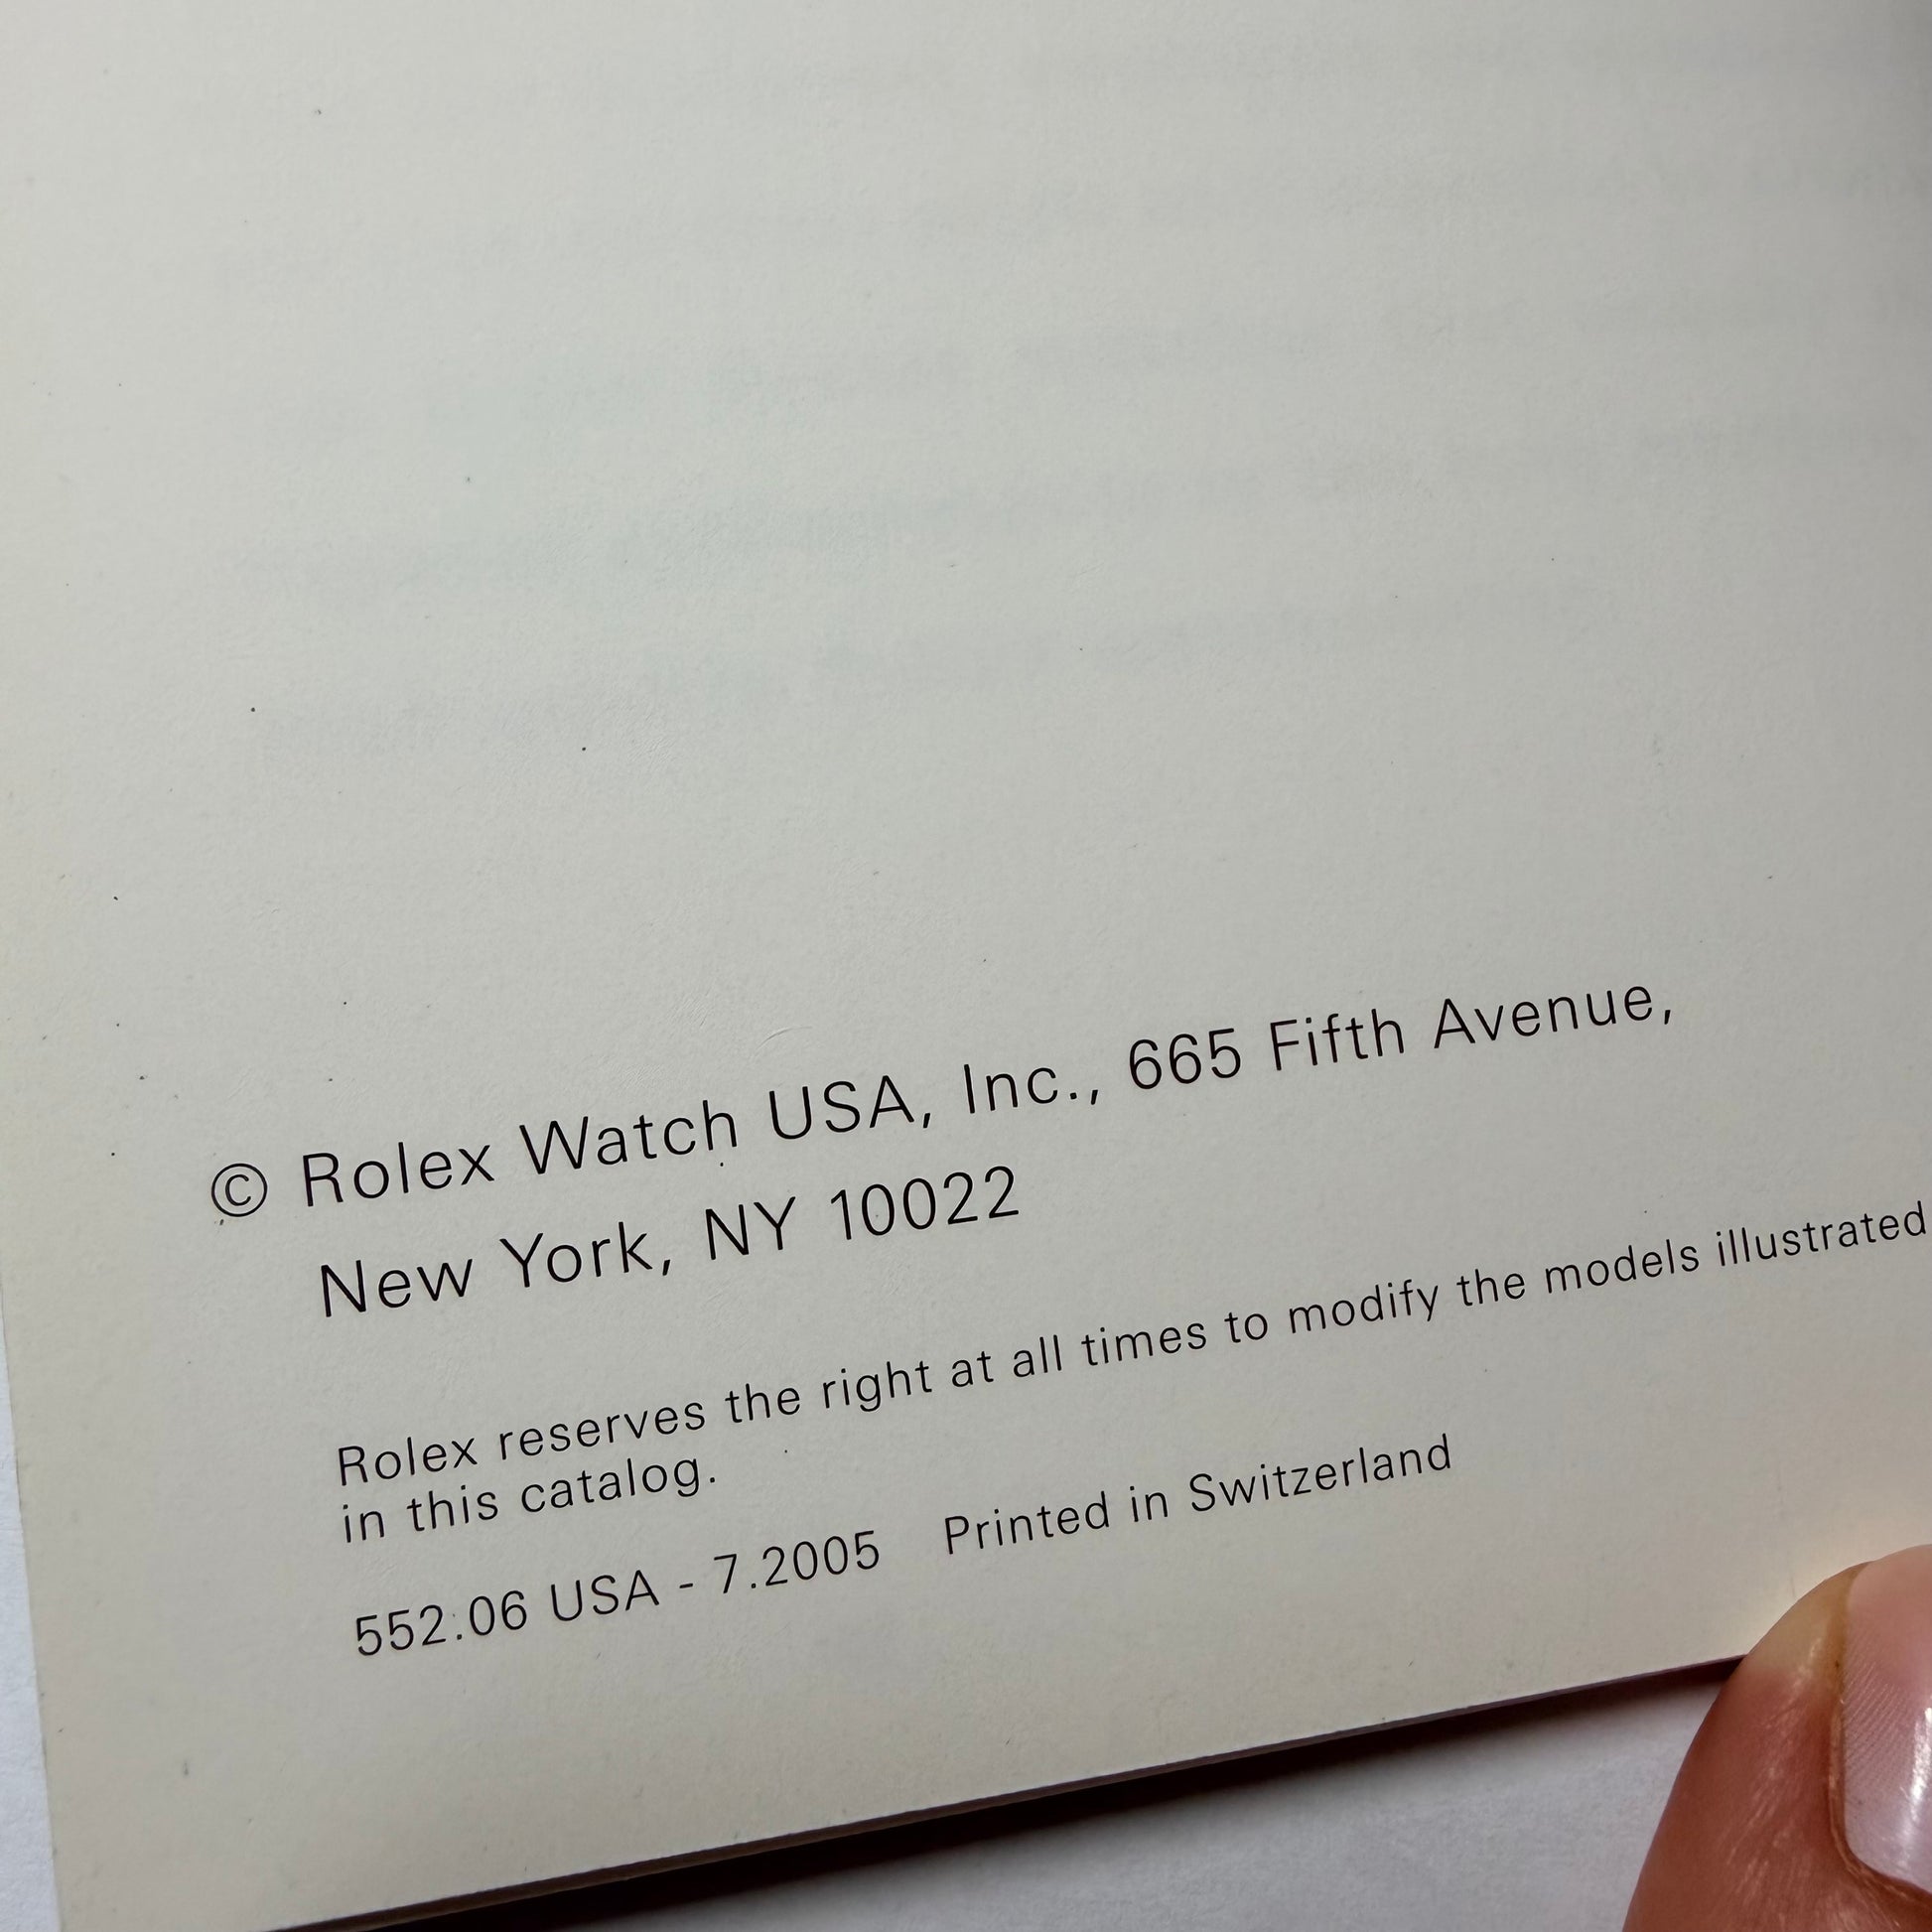 © Rolex Watch USA, Inc., 665 Fifth Avenue,
New York, NY 10022
Rolex reserves the right at all times to modify the models illustrated
in this catalog.
552.06 USA - 7.2005 Printed in Switzerland